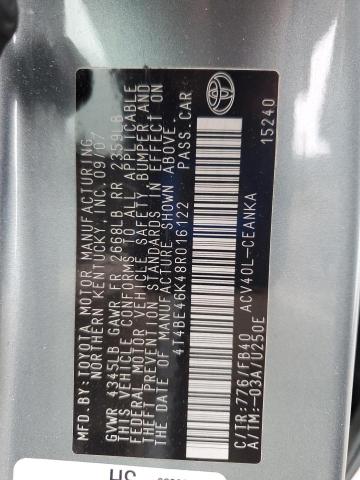 MFD. BY: TOYOTA MOTOR MANUFACTURING
NORTHERN KENTUCKY, INC. 09/07
GVWR 4345LB GAWR FR 2668LB RR 2359LB
THIS VEHICLE CONFORMS TO ALL APPLICABLE
FEDERAL MOTOR VEHICLE SAFETY, BUMPER AND
THEFT PREVENTION STANDARDS IN EFFECT ON
THE DATE OF MANUFACTURE SHOWN ABOVE.
4T4BE46K48R016122 PASS. CAR
C/TR: 776/FB40 ACV40L-CEANKA
A/TM: -03A/U250E 15240
HS